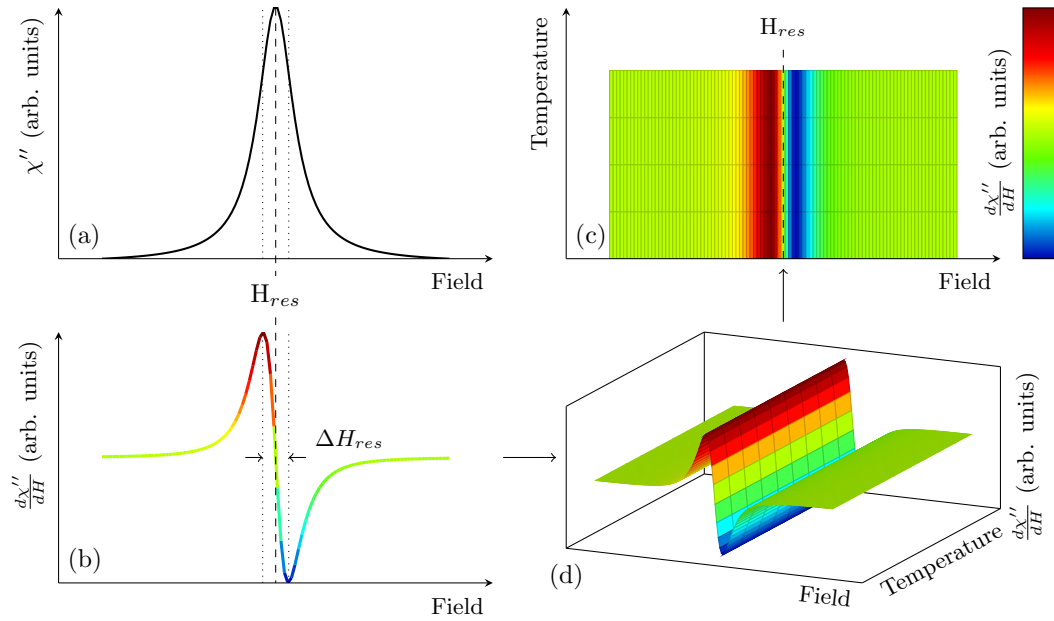 χ′′ (arb. units)
(a)
Field
H_res
dχ′′/dH (arb. units)
ΔH_res
(b)
Field
H_res
Temperature
(c)
Field
dχ′′/dH (arb. units)
(d)
Field
Temperature
dχ′′/dH (arb. units)